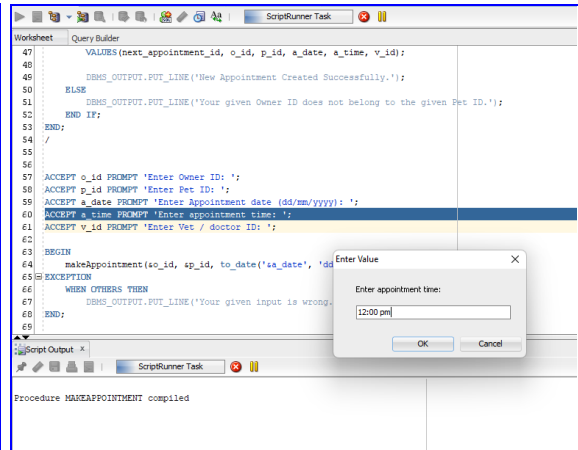 ScriptRunner Task
Worksheet Query Builder
47 VALUES(next_appointment_id, o_id, p_id, a_date, a_time, v_id);
48
49 DBMS_OUTPUT.PUT_LINE('New Appointment Created Successfully.');
50 ELSE
51 DBMS_OUTPUT.PUT_LINE('Your given Owner ID does not belong to the given Pet ID.');
52 END IF;
53 END;
54 /
55
56
57 ACCEPT o_id PROMPT 'Enter Owner ID: ';
58 ACCEPT p_id PROMPT 'Enter Pet ID: ';
59 ACCEPT a_date PROMPT 'Enter Appointment date (dd/mm/yyyy): ';
60 ACCEPT a_time PROMPT 'Enter appointment time: ';
61 ACCEPT v_id PROMPT 'Enter Vet / doctor ID: ';
62
63 BEGIN
64 makeAppointment(&o_id, &p_id, to_date('&a_date', 'dd
65 EXCEPTION
66 WHEN OTHERS THEN
67 DBMS_OUTPUT.PUT_LINE('Your given input is wrong.
68 END;
69
Enter Value
Enter appointment time:
12:00 pm
OK Cancel
Script Output x
ScriptRunner Task
Procedure MAKEAPPOINTMENT compiled